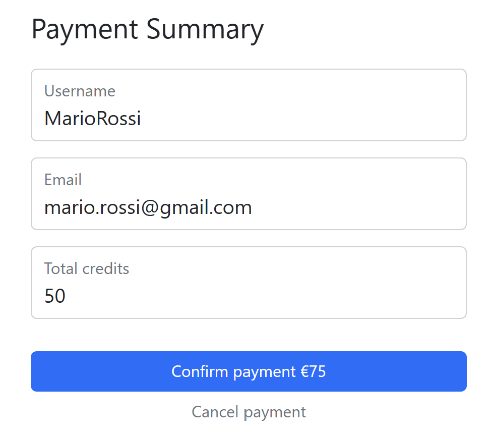 Payment Summary
Username
MarioRossi
Email
mario.rossi@gmail.com
Total credits
50
Confirm payment €75
Cancel payment